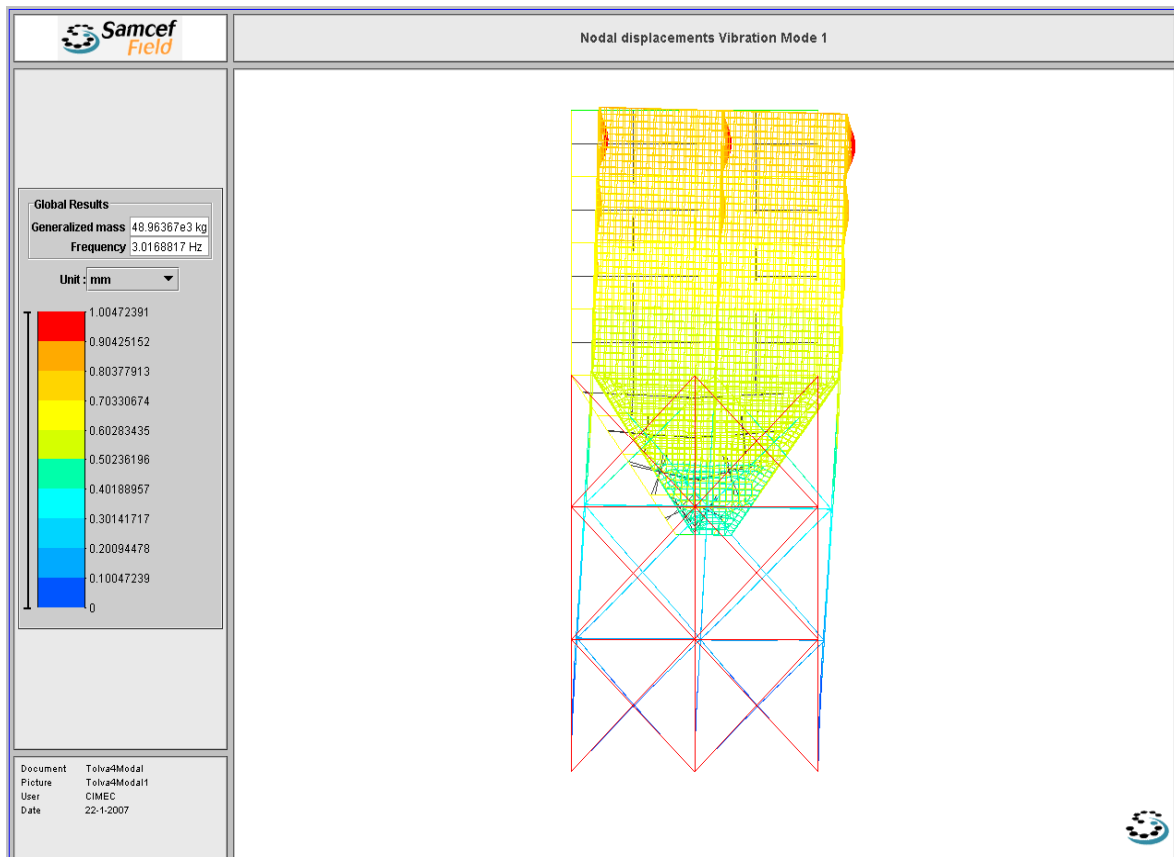 Samcef
Field
Nodal displacements Vibration Mode 1
Global Results
Generalized mass 48.96367e3 kg
Frequency 3.0168817 Hz
Unit : mm
1.00472391
0.90425152
0.80377913
0.70330674
0.60283435
0.50236196
0.40188957
0.30141717
0.20094478
0.10047239
0
Document Tolva4Modal
Picture Tolva4Modal1
User CIMEC
Date 22-1-2007